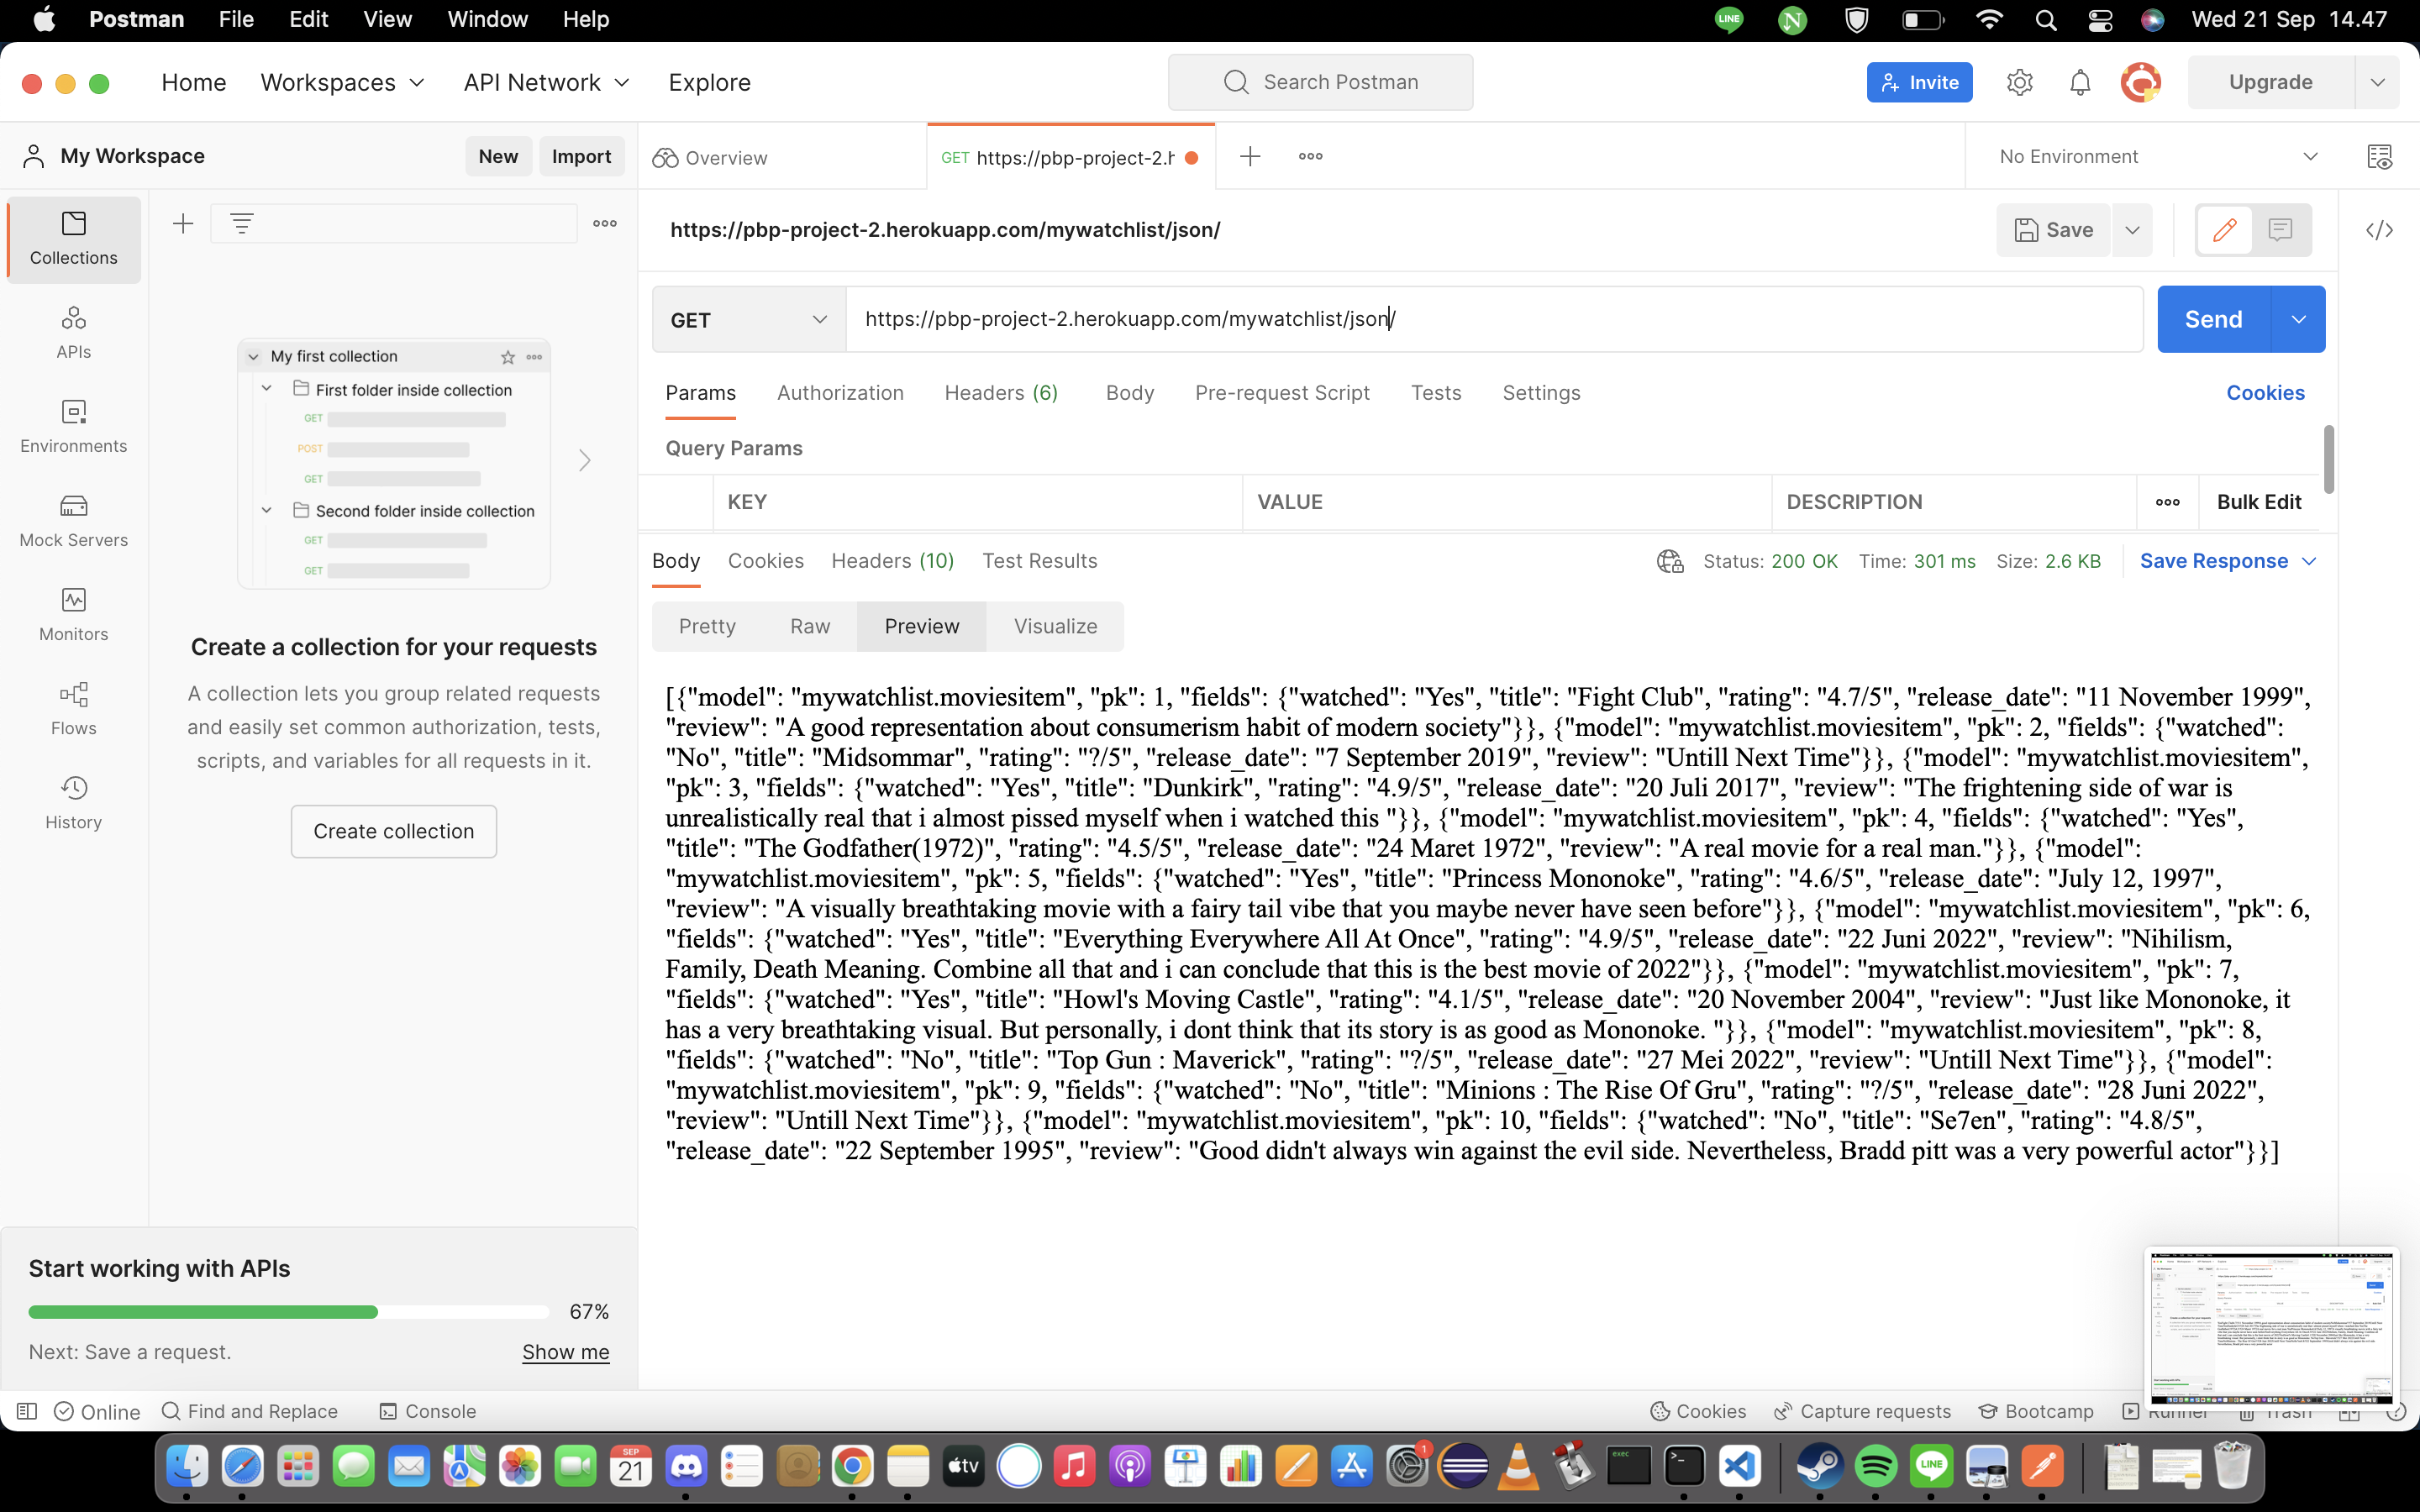 Postman File Edit View Window Help
LINE N Wed 21 Sep 14.47
Home Workspaces API Network Explore
Search Postman
Invite Upgrade
My Workspace New Import
Overview GET https://pbp-project-2.h
No Environment
Collections
APIs
Environments
Mock Servers
Monitors
Flows
History
My first collection
First folder inside collection
GET
POST
GET
Second folder inside collection
GET
GET
Create a collection for your requests
A collection lets you group related requests
and easily set common authorization, tests,
scripts, and variables for all requests in it.
Create collection
Start working with APIs
67%
Next: Save a request. Show me
https://pbp-project-2.herokuapp.com/mywatchlist/json/
Save
GET https://pbp-project-2.herokuapp.com/mywatchlist/json/ Send
Params Authorization Headers (6) Body Pre-request Script Tests Settings Cookies
Query Params
KEY VALUE DESCRIPTION Bulk Edit
Body Cookies Headers (10) Test Results Status: 200 OK Time: 301 ms Size: 2.6 KB Save Response
Pretty Raw Preview Visualize
[{"model": "mywatchlist.moviesitem", "pk": 1, "fields": {"watched": "Yes", "title": "Fight Club", "rating": "4.7/5", "release_date": "11 November 1999",
"review": "A good representation about consumerism habit of modern society"}}, {"model": "mywatchlist.moviesitem", "pk": 2, "fields": {"watched":
"No", "title": "Midsommar", "rating": "?/5", "release_date": "7 September 2019", "review": "Untill Next Time"}}, {"model": "mywatchlist.moviesitem",
"pk": 3, "fields": {"watched": "Yes", "title": "Dunkirk", "rating": "4.9/5", "release_date": "20 Juli 2017", "review": "The frightening side of war is
unrealistically real that i almost pissed myself when i watched this "}}, {"model": "mywatchlist.moviesitem", "pk": 4, "fields": {"watched": "Yes",
"title": "The Godfather(1972)", "rating": "4.5/5", "release_date": "24 Maret 1972", "review": "A real movie for a real man."}}, {"model":
"mywatchlist.moviesitem", "pk": 5, "fields": {"watched": "Yes", "title": "Princess Mononoke", "rating": "4.6/5", "release_date": "July 12, 1997",
"review": "A visually breathtaking movie with a fairy tail vibe that you maybe never have seen before"}}, {"model": "mywatchlist.moviesitem", "pk": 6,
"fields": {"watched": "Yes", "title": "Everything Everywhere All At Once", "rating": "4.9/5", "release_date": "22 Juni 2022", "review": "Nihilism,
Family, Death Meaning. Combine all that and i can conclude that this is the best movie of 2022"}}, {"model": "mywatchlist.moviesitem", "pk": 7,
"fields": {"watched": "Yes", "title": "Howl's Moving Castle", "rating": "4.1/5", "release_date": "20 November 2004", "review": "Just like Mononoke, it
has a very breathtaking visual. But personally, i dont think that its story is as good as Mononoke. "}}, {"model": "mywatchlist.moviesitem", "pk": 8,
"fields": {"watched": "No", "title": "Top Gun : Maverick", "rating": "?/5", "release_date": "27 Mei 2022", "review": "Untill Next Time"}}, {"model":
"mywatchlist.moviesitem", "pk": 9, "fields": {"watched": "No", "title": "Minions : The Rise Of Gru", "rating": "?/5", "release_date": "28 Juni 2022",
"review": "Untill Next Time"}}, {"model": "mywatchlist.moviesitem", "pk": 10, "fields": {"watched": "No", "title": "Se7en", "rating": "4.8/5",
"release_date": "22 September 1995", "review": "Good didn't always win against the evil side. Nevertheless, Bradd pitt was a very powerful actor"}}]
Online Find and Replace Console Cookies Capture requests Bootcamp Runner Trash
SEP
21
tv
1
exec
LINE